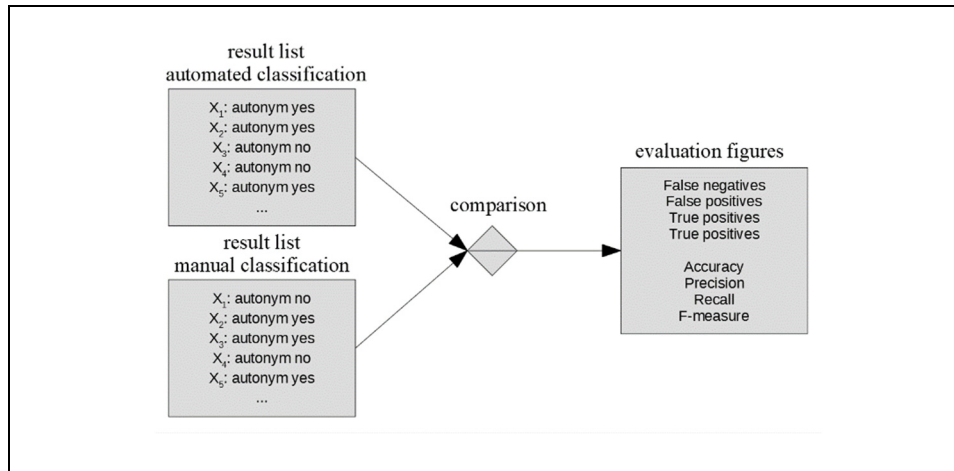 result list
automated classification
X1: autonym yes
X2: autonym yes
X3: autonym no
X4: autonym no
X5: autonym yes
...
result list
manual classification
X1: autonym no
X2: autonym yes
X3: autonym yes
X4: autonym no
X5: autonym yes
...
comparison
evaluation figures
False negatives
False positives
True positives
True positives
Accuracy
Precision
Recall
F-measure